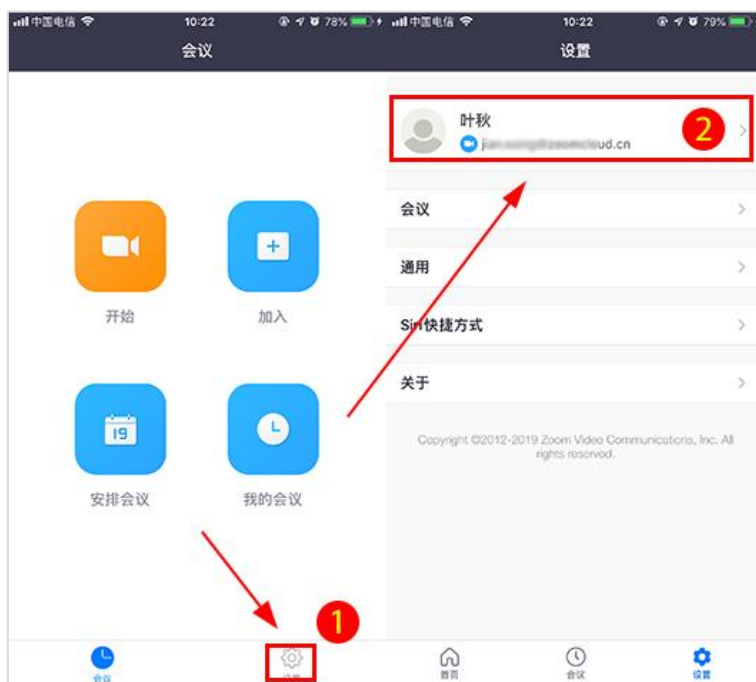 中国电信 10:22 78%
会议
开始
加入
安排会议
我的会议
1
会议
中国电信 10:22 79%
设置
叶秋
ud.cn
2
会议
通用
Siri快捷方式
关于
Copyright ©2012-2019 Zoom Video Communications, Inc. All
rights reserved.
首页
会议
设置
19